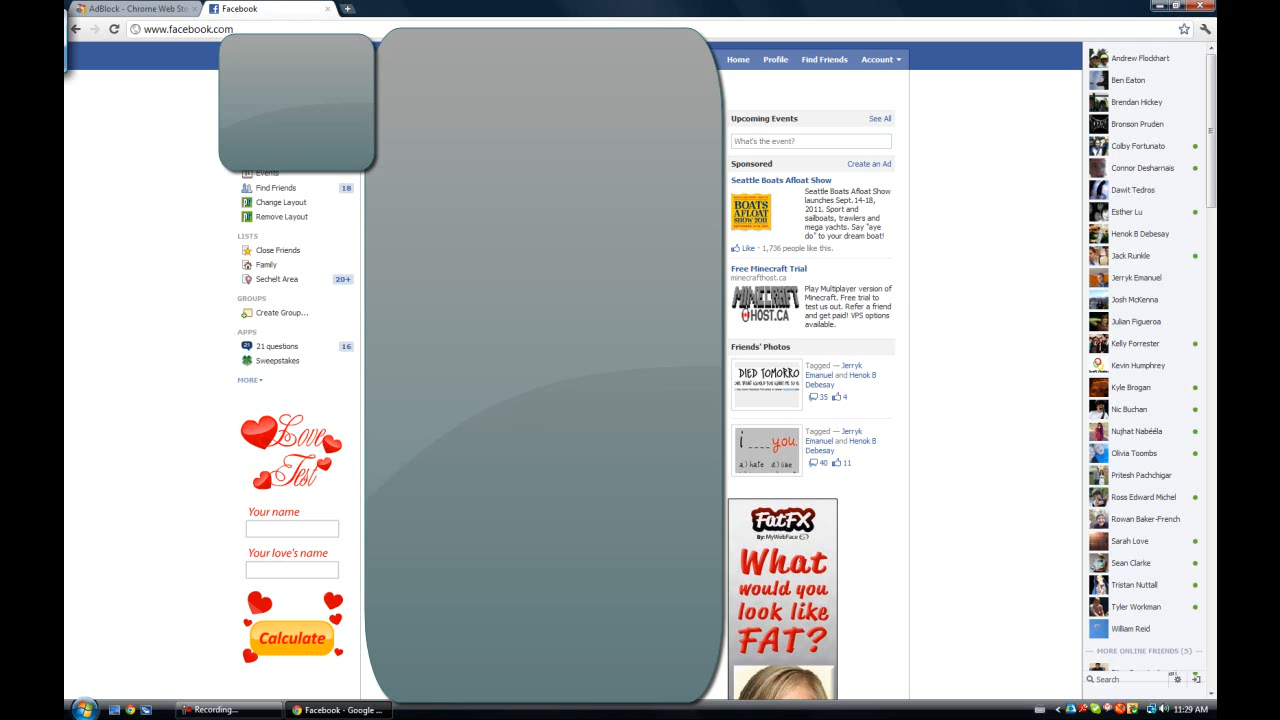 AdBlock - Chrome Web Sto
Facebook
www.facebook.com
Home Profile Find Friends Account
Events
Find Friends 18
Change Layout
Remove Layout
LISTS
Close Friends
Family
Sechelt Area 20+
GROUPS
Create Group...
APPS
21 questions 16
Sweepstakes
MORE
Love
Test
Your name
Your love's name
Calculate
Upcoming Events See All
What's the event?
Sponsored Create an Ad
Seattle Boats Afloat Show
BOATS
AFLOAT
SHOW 2011
Seattle Boats Afloat Show
launches Sept. 14-18,
2011. Sport and
sailboats, trawlers and
mega yachts. Say "aye
do" to your dream boat!
Like · 1,736 people like this.
Free Minecraft Trial
minecrafthost.ca
MINECRAFT
HOST.CA
Play Multiplayer version of
Minecraft. Free trial to
test us out. Refer a friend
and get paid! VPS options
available.
Friends' Photos
DIED TOMORRO
Tagged — Jerryk
Emanuel and Henok B
Debesay
35 4
i ____ you.
a.) hate d.) like
Tagged — Jerryk
Emanuel and Henok B
Debesay
40 11
FatFX
By: MyWebFace
What
would you
look like
FAT?
Andrew Flockhart
Ben Eaton
Brendan Hickey
Bronson Pruden
Colby Fortunato
Connor Desharnais
Dawit Tedros
Esther Lu
Henok B Debesay
Jack Runkle
Jerryk Emanuel
Josh McKenna
Julian Figueroa
Kelly Forrester
Kevin Humphrey
Kyle Brogan
Nic Buchan
Nujhat Nabééla
Olivia Toombs
Pritesh Pachchigar
Ross Edward Michel
Rowan Baker-French
Sarah Love
Sean Clarke
Tristan Nuttall
Tyler Workman
William Reid
MORE ONLINE FRIENDS (5)
Search
Recording...
Facebook - Google ...
11:29 AM